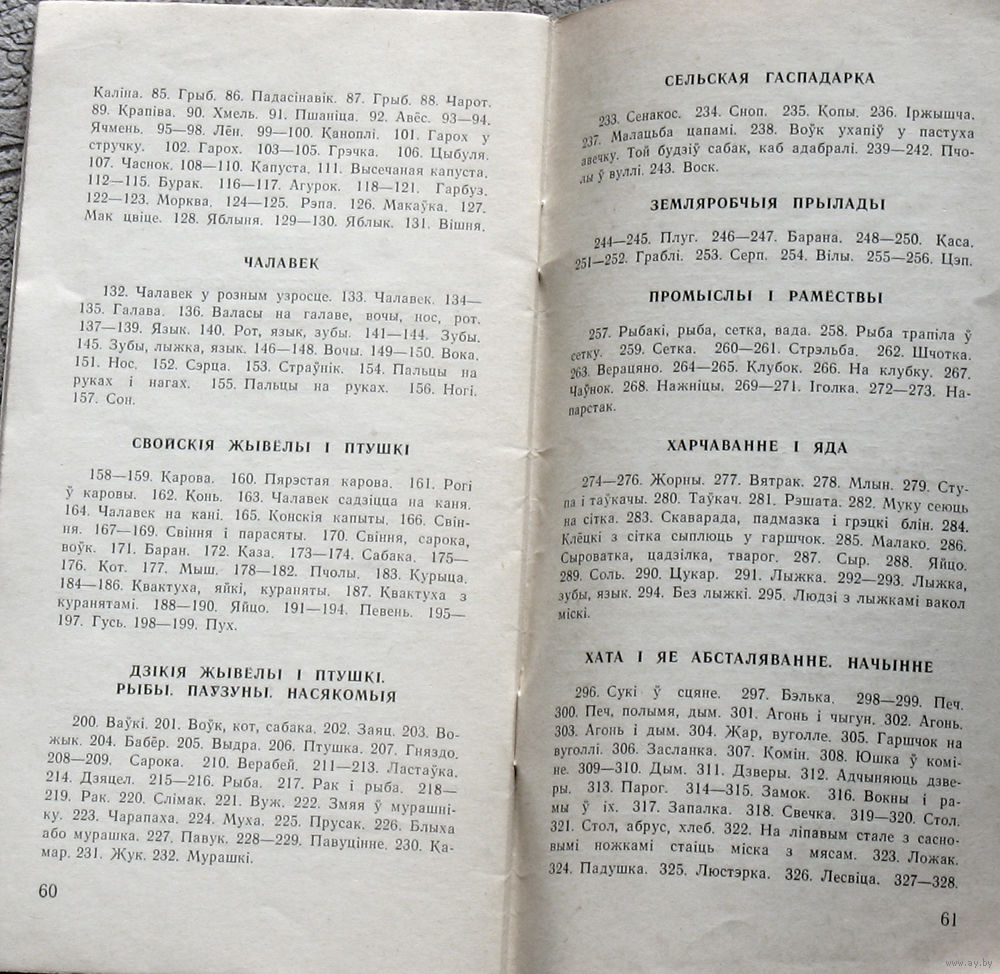 Каліна. 85. Грыб. 86. Падасінавік. 87. Грыб. 88. Чарот.
89. Крапіва. 90. Хмель. 91. Пшаніца. 92. Авёс. 93—94.
Ячмень. 95—98. Лён. 99—100. Каноплі. 101. Гарох у
стручку. 102. Гарох. 103—105. Грэчка. 106. Цыбуля.
107. Часнок. 108—110. Капуста. 111. Высечаная капуста.
112—115. Бурак. 116—117. Агурок. 118—121. Гарбуз.
122—123. Морква. 124—125. Рэпа. 126. Макаўка. 127.
Мак цвіце. 128. Яблыня. 129—130. Яблык. 131. Вішня.
ЧАЛАВЕК
132. Чалавек у розным узросце. 133. Чалавек. 134—
135. Галава. 136. Валасы на галаве, вочы, нос, рот.
137—139. Язык. 140. Рот, язык, зубы. 141—144. Зубы.
145. Зубы, лыжка, язык. 146—148. Вочы. 149—150. Вока.
151. Нос. 152. Сэрца. 153. Страўнік. 154. Пальцы на
руках і нагах. 155. Пальцы на руках. 156. Ногі.
157. Сон.
СВОЙСКІЯ ЖЫВЁЛЫ І ПТУШКІ
158—159. Карова. 160. Пярэстая карова. 161. Рогі
ў каровы. 162. Конь. 163. Чалавек садзіцца на каня.
164. Чалавек на кані. 165. Конскія капыты. 166. Свін-
ня. 167—169. Свіння і парасяты. 170. Свіння, сарока,
воўк. 171. Баран. 172. Каза. 173—174. Сабака. 175—
176. Кот. 177. Мыш. 178—182. Пчолы. 183. Курыца.
184—186. Квактуха, яйкі, кураняты. 187. Квактуха з
куранятамі. 188—190. Яйцо. 191—194. Певень. 195—
197. Гусь. 198—199. Пух.
ДЗІКІЯ ЖЫВЁЛЫ І ПТУШКІ.
РЫБЫ. ПАЎЗУНЫ. НАСЯКОМЫЯ
200. Ваўкі. 201. Воўк, кот, сабака. 202. Заяц. 203. Во-
жык. 204. Бабёр. 205. Выдра. 206. Птушка. 207. Гняздо.
208—209. Сарока. 210. Верабей. 211—213. Ластаўка.
214. Дзяцел. 215—216. Рыба. 217. Рак і рыба. 218—
219. Рак. 220. Слімак. 221. Вуж. 222. Змяя ў мурашні-
ку. 223. Чарапаха. 224. Муха. 225. Прусак. 226. Блыха
або мурашка. 227. Павук. 228—229. Павуцінне. 230. Ка-
мар. 231. Жук. 232. Мурашкі.
60
СЕЛЬСКАЯ ГАСПАДАРКА
233. Сенакос. 234. Сноп. 235. Копы. 236. Іржышча.
237. Малацьба цапамі. 238. Воўк ухапіў у пастуха
авечку. Той будзіў сабак, каб адабралі. 239—242. Пчо-
лы ў вуллі. 243. Воск.
ЗЕМЛЯРОБЧЫЯ ПРЫЛАДЫ
244—245. Плуг. 246—247. Барана. 248—250. Каса.
251—252. Граблі. 253. Серп. 254. Вілы. 255—256. Цэп.
ПРОМЫСЛЫ І РАМЁСТВЫ
257. Рыбакі, рыба, сетка, вада. 258. Рыба трапіла ў
сетку. 259. Сетка. 260—261. Стрэльба. 262. Шчотка.
263. Верацяно. 264—265. Клубок. 266. На клубку. 267.
Чаўнок. 268. Нажніцы. 269—271. Іголка. 272—273. На-
парстак.
ХАРЧАВАННЕ І ЯДА
274—276. Жорны. 277. Вятрак. 278. Млын. 279. Сту-
па і таўкачы. 280. Таўкач. 281. Рэшата. 282. Муку сеюць
на сітка. 283. Скаварада, падмазка і грэцкі блін. 284.
Клёцкі з сітка сыплюць у гаршчок. 285. Малако. 286.
Сыроватка, цадзілка, тварог. 287. Сыр. 288. Яйцо.
289. Соль. 290. Цукар. 291. Лыжка. 292—293. Лыжка,
зубы, язык. 294. Без лыжкі. 295. Людзі з лыжкамі вакол
міскі.
ХАТА І ЯЕ АБСТАЛЯВАННЕ. НАЧЫННЕ
296. Сукі ў сцяне. 297. Бэлька. 298—299. Печ.
300. Печ, полымя, дым. 301. Агонь і чыгун. 302. Агонь.
303. Агонь і дым. 304. Жар, вуголле. 305. Гаршчок на
вуголлі. 306. Засланка. 307. Комін. 308. Юшка ў комі-
не. 309—310. Дым. 311. Дзверы. 312. Адчыняюць дзве-
ры. 313. Парог. 314—315. Замок. 316. Вокны і ра-
мы ў іх. 317. Запалка. 318. Свечка. 319—320. Стол.
321. Стол, абрус, хлеб. 322. На ліпавым стале з сасно-
вымі ножкамі стаіць міска з мясам. 323. Ложак.
324. Падушка. 325. Люстэрка. 326. Лесвіца. 327—328.
61
www.ay.by